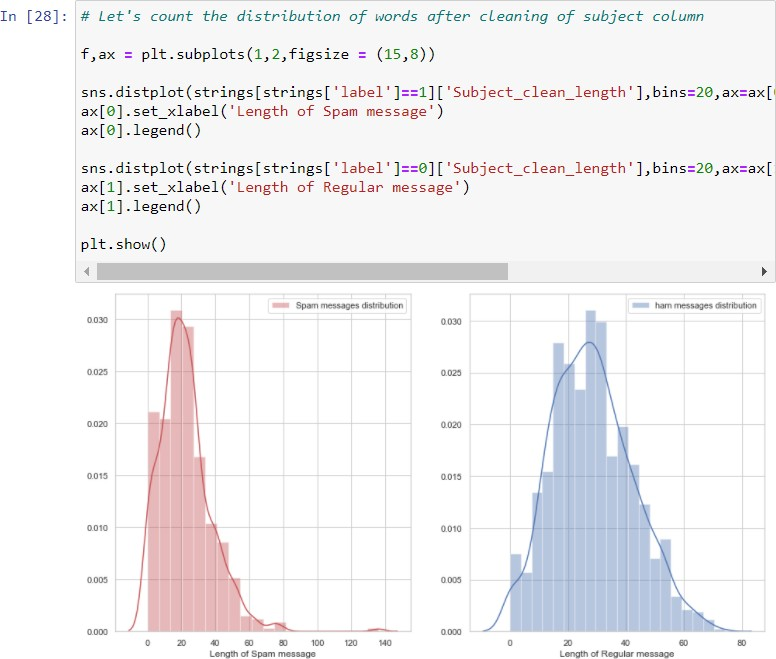 In [28]:
# Let's count the distribution of words after cleaning of subject column
f,ax = plt.subplots(1,2,figsize = (15,8))
sns.distplot(strings[strings['label']==1]['Subject_clean_length'],bins=20,ax=ax[
ax[0].set_xlabel('Length of Spam message')
ax[0].legend()
sns.distplot(strings[strings['label']==0]['Subject_clean_length'],bins=20,ax=ax[
ax[1].set_xlabel('Length of Regular message')
ax[1].legend()
plt.show()
Spam messages distribution
0.030
0.025
0.020
0.015
0.010
0.005
0.000
0 20 40 60 80 100 120 140
Length of Spam message
ham messages distribution
0.030
0.025
0.020
0.015
0.010
0.005
0.000
0 20 40 60 80
Length of Regular message